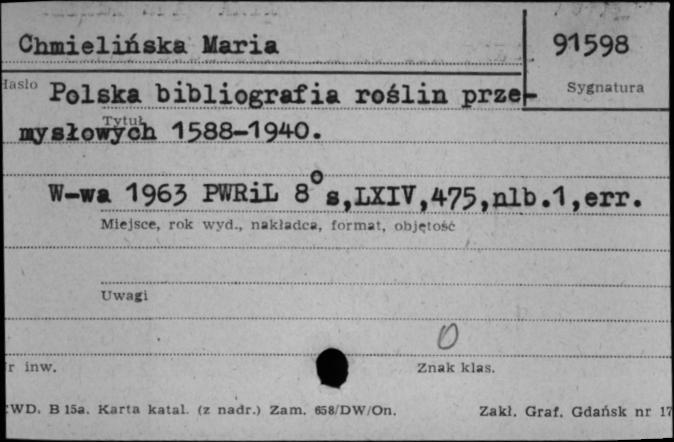 Chmielińska Maria
91598
Hasło
Sygnatura
Polska bibliografia roślin prze-
Tytuł
mysłowych 1588-1940.
W-wa 1963 PWRiL 8° s,LXIV,475,nlb.1,err.
Miejsce, rok wyd., nakładca, format, objętość
Uwagi
0
r inw.
Znak klas.
WD. B 15a. Karta katal. (z nadr.) Zam. 658/DW/On.
Zakł. Graf. Gdańsk nr 17